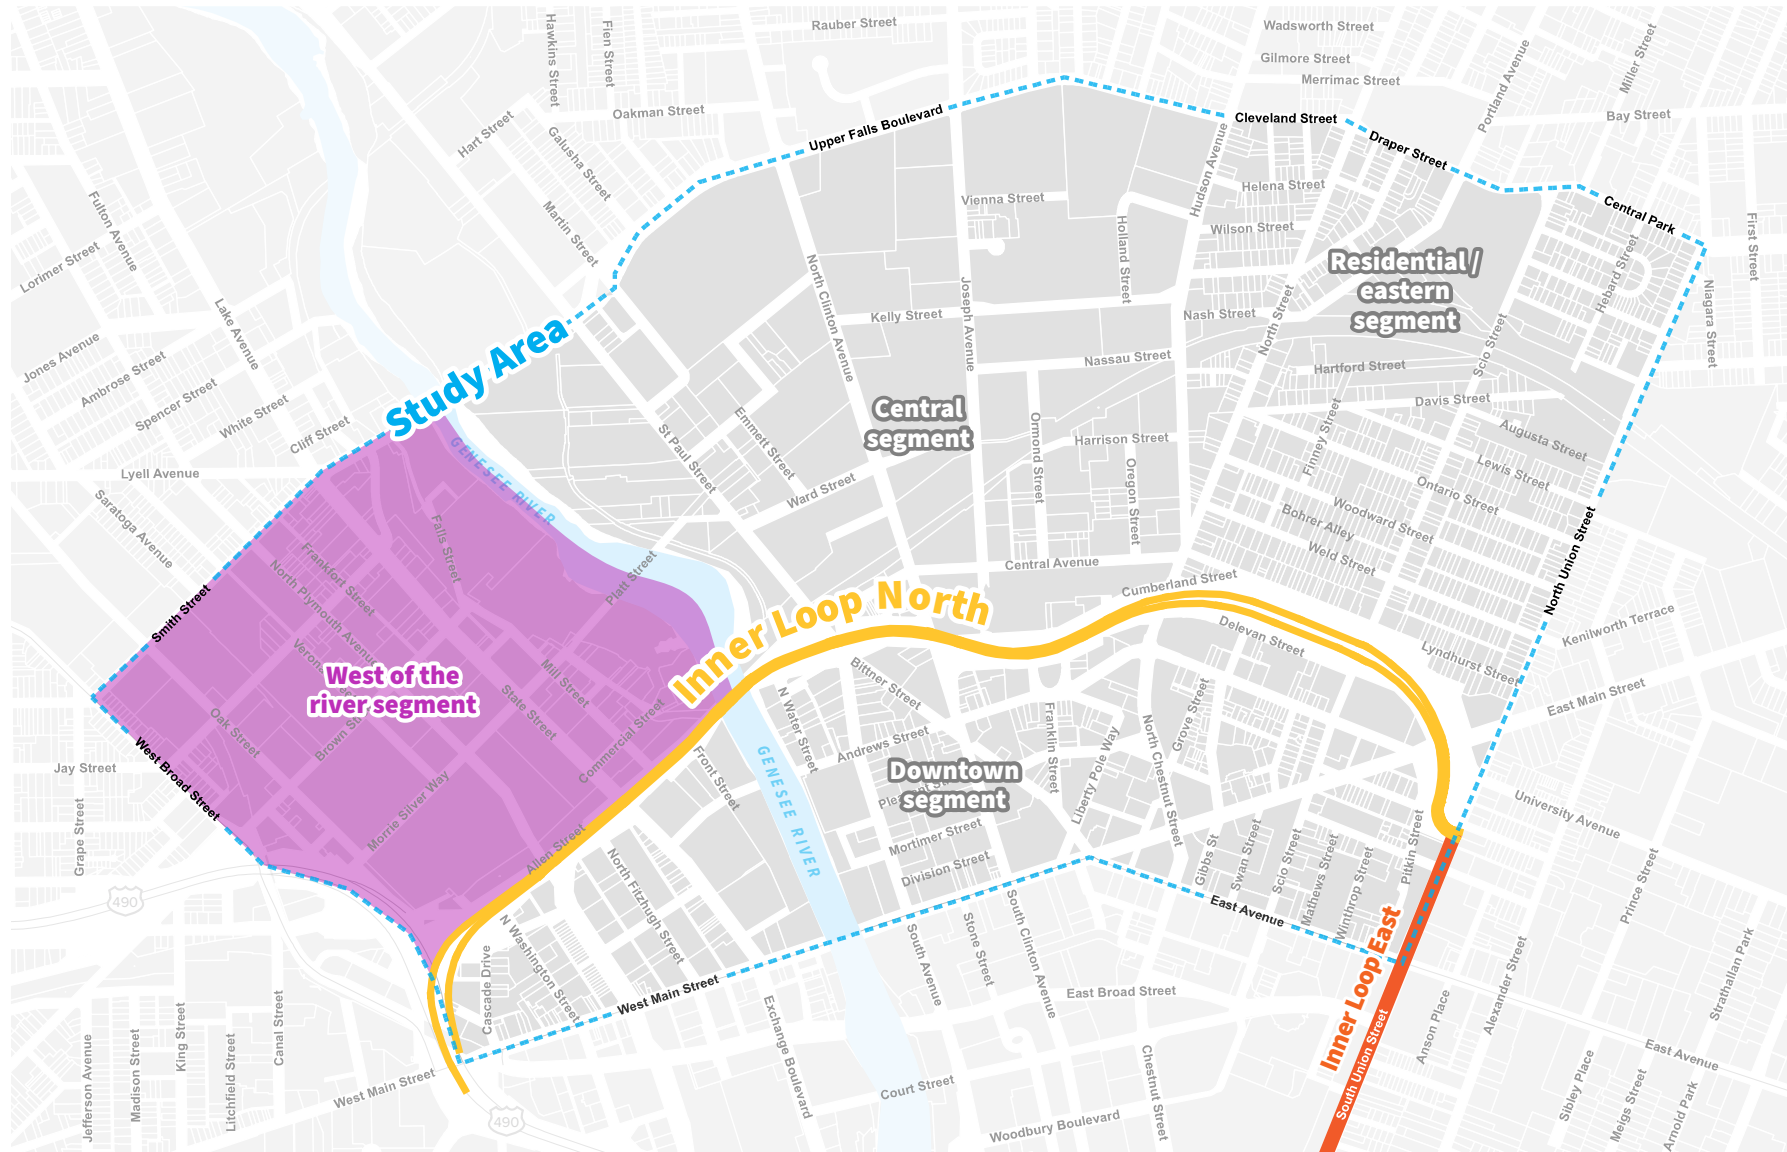 Rauber Street
Wadsworth Street
Gilmore Street
Merrimac Street
Miller Street
Hawkins Street
Fien Street
Portland Avenue
Oakman Street
Bay Street
Hart Street
Galusha Street
Upper Falls Boulevard
Cleveland Street
Draper Street
Hudson Avenue
Helena Street
Vienna Street
Central Park
First Street
Fulton Avenue
Martin Street
Wilson Street
Lorimer Street
Holland Street
Hebard Street
Residential /
eastern
segment
North Clinton Avenue
Joseph Avenue
Kelly Street
Nash Street
North Street
Niagara Street
Lake Avenue
Study Area
Scio Street
Jones Avenue
Ambrose Street
Spencer Street
White Street
Cliff Street
Nassau Street
Hartford Street
Davis Street
Central
segment
Emmett Street
St Paul Street
Ormond Street
Harrison Street
Oregon Street
Finney Street
Augusta Street
Lewis Street
Ontario Street
Woodward Street
Bohrer Alley
Weld Street
Lyell Avenue
Saratoga Avenue
GENESEE RIVER
Ward Street
North Union Street
Falls Street
Frankfort Street
North Plymouth Avenue
Platt Street
Central Avenue
Cumberland Street
Smith Street
Inner Loop North
Delevan Street
Lyndhurst Street
Kenilworth Terrace
East Main Street
West of the
river segment
Mill Street
State Street
Commercial Street
Bittner Street
N Water Street
Andrews Street
Franklin Street
Liberty Pole Way
North Chestnut Street
Grove Street
Oak Street
West Broad Street
Jay Street
Grape Street
Morrie Silver Way
Front Street
GENESEE RIVER
Downtown
segment
Mortimer Street
Division Street
University Avenue
Allen Street
North Fitzhugh Street
Gibbs St
Swan Street
Scio Street
Mathews Street
Winthrop Street
Pitkin Street
Prince Street
490
East Avenue
N Washington Street
Cascade Drive
South Avenue
Stone Street
South Clinton Avenue
Inner Loop East
Alexander Street
Strathallan Park
West Main Street
East Broad Street
Exchange Boulevard
South Union Street
Anson Place
East Avenue
Jefferson Avenue
Madison Street
King Street
Litchfield Street
Canal Street
West Main Street
490
Court Street
Woodbury Boulevard
Chestnut Street
Sibley Place
Meigs Street
Arnold Park